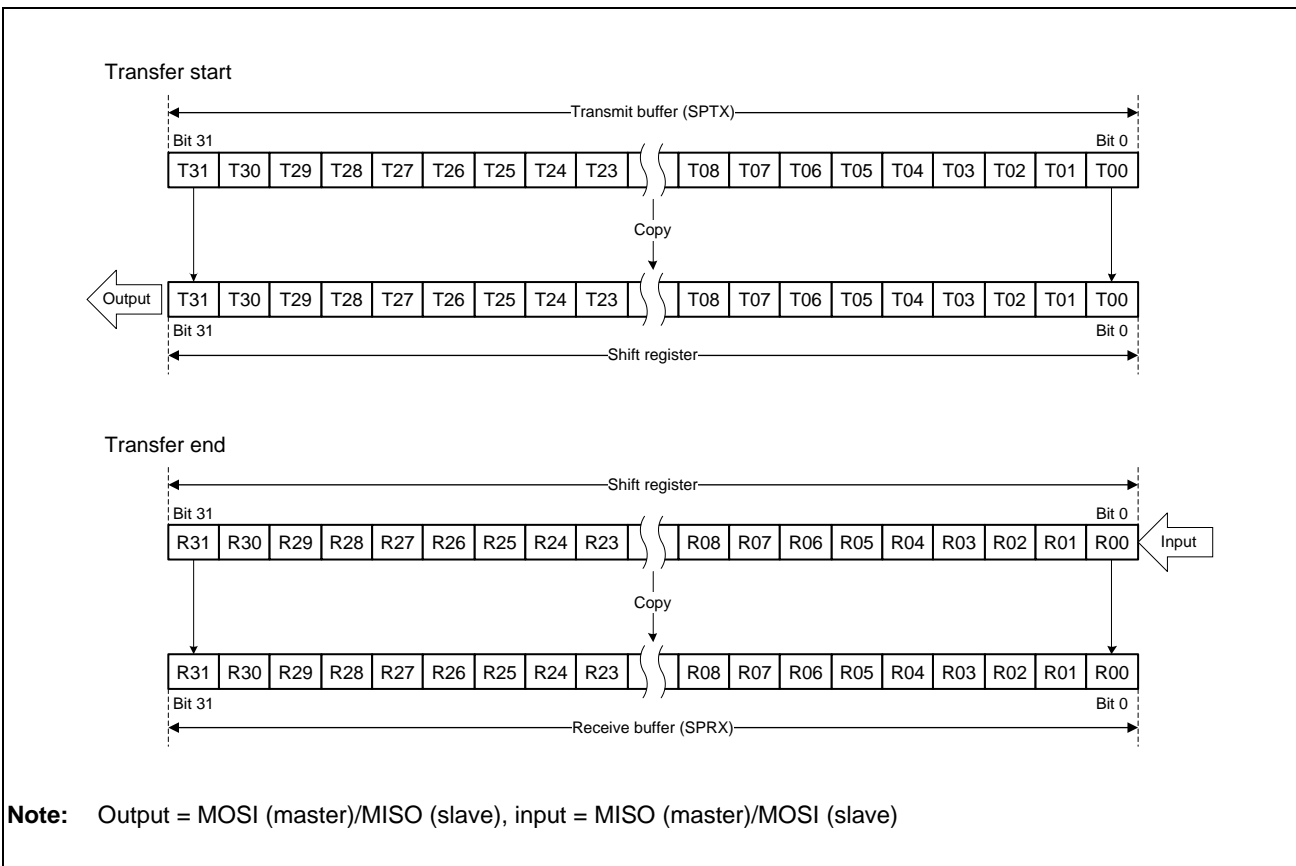 Transfer start
Transmit buffer (SPTX)
Bit 31 Bit 0
T31 T30 T29 T28 T27 T26 T25 T24 T23 T08 T07 T06 T05 T04 T03 T02 T01 T00
Copy
Output T31 T30 T29 T28 T27 T26 T25 T24 T23 T08 T07 T06 T05 T04 T03 T02 T01 T00
Bit 31 Bit 0
Shift register
Transfer end
Shift register
Bit 31 Bit 0
R31 R30 R29 R28 R27 R26 R25 R24 R23 R08 R07 R06 R05 R04 R03 R02 R01 R00 Input
Copy
R31 R30 R29 R28 R27 R26 R25 R24 R23 R08 R07 R06 R05 R04 R03 R02 R01 R00
Bit 31 Bit 0
Receive buffer (SPRX)
Note: Output = MOSI (master)/MISO (slave), input = MISO (master)/MOSI (slave)